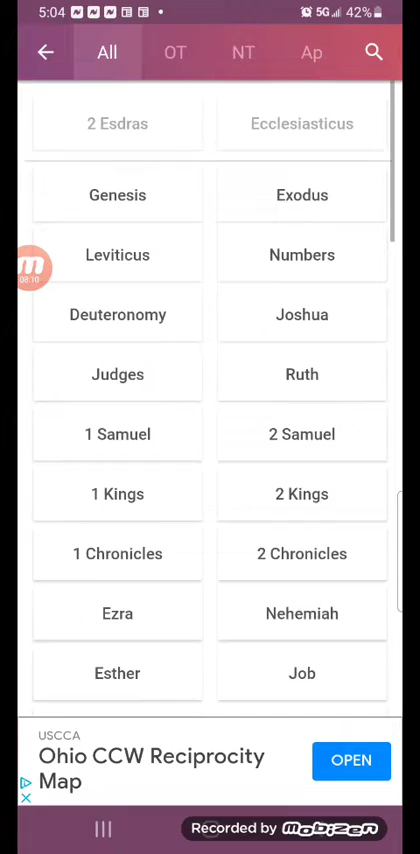 5:04 5G 42%
All OT NT Ap
2 Esdras Ecclesiasticus
Genesis Exodus
Leviticus Numbers
08:10
Deuteronomy Joshua
Judges Ruth
1 Samuel 2 Samuel
1 Kings 2 Kings
1 Chronicles 2 Chronicles
Ezra Nehemiah
Esther Job
USCCA
Ohio CCW Reciprocity
Map
OPEN
Recorded by mobizen